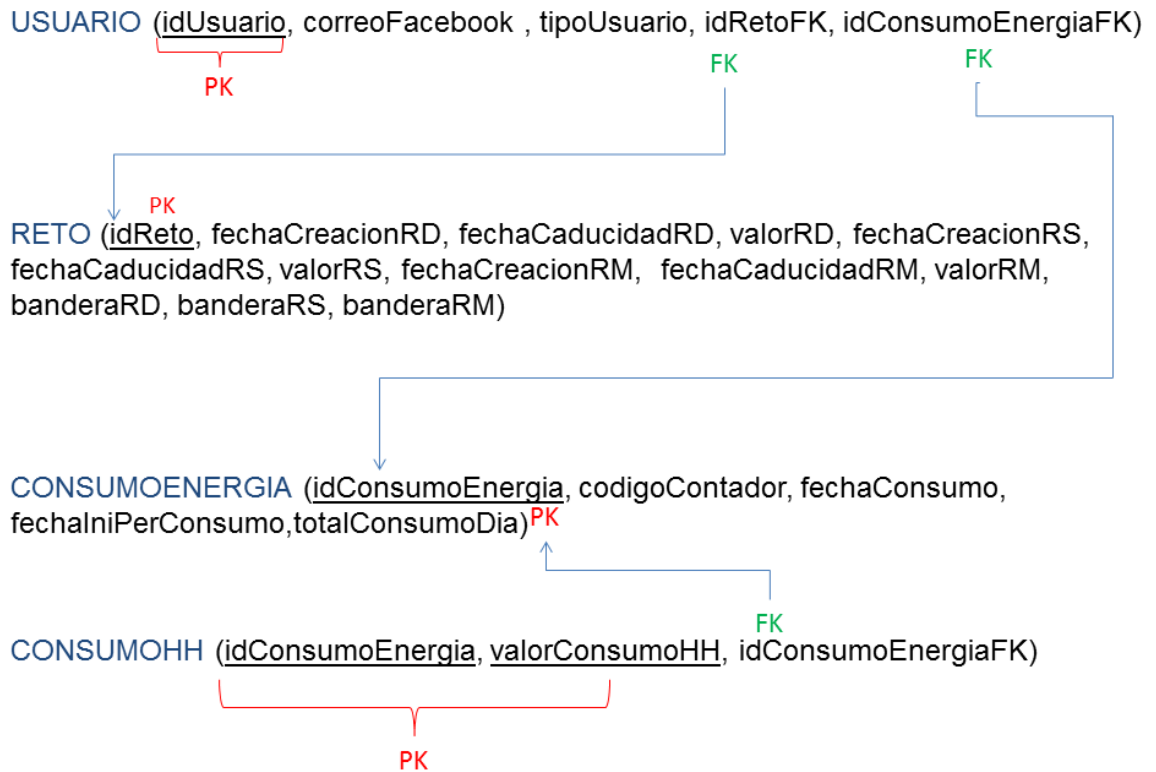 USUARIO (idUsuario, correoFacebook , tipoUsuario, idRetoFK, idConsumoEnergiaFK)
PK
FK
FK
PK
RETO (idReto, fechaCreacionRD, fechaCaducidadRD, valorRD, fechaCreacionRS,
fechaCaducidadRS, valorRS, fechaCreacionRM, fechaCaducidadRM, valorRM,
banderaRD, banderaRS, banderaRM)
CONSUMOENERGIA (idConsumoEnergia, codigoContador, fechaConsumo,
fechaIniPerConsumo,totalConsumoDia) PK
FK
CONSUMOHH (idConsumoEnergia, valorConsumoHH, idConsumoEnergiaFK)
PK